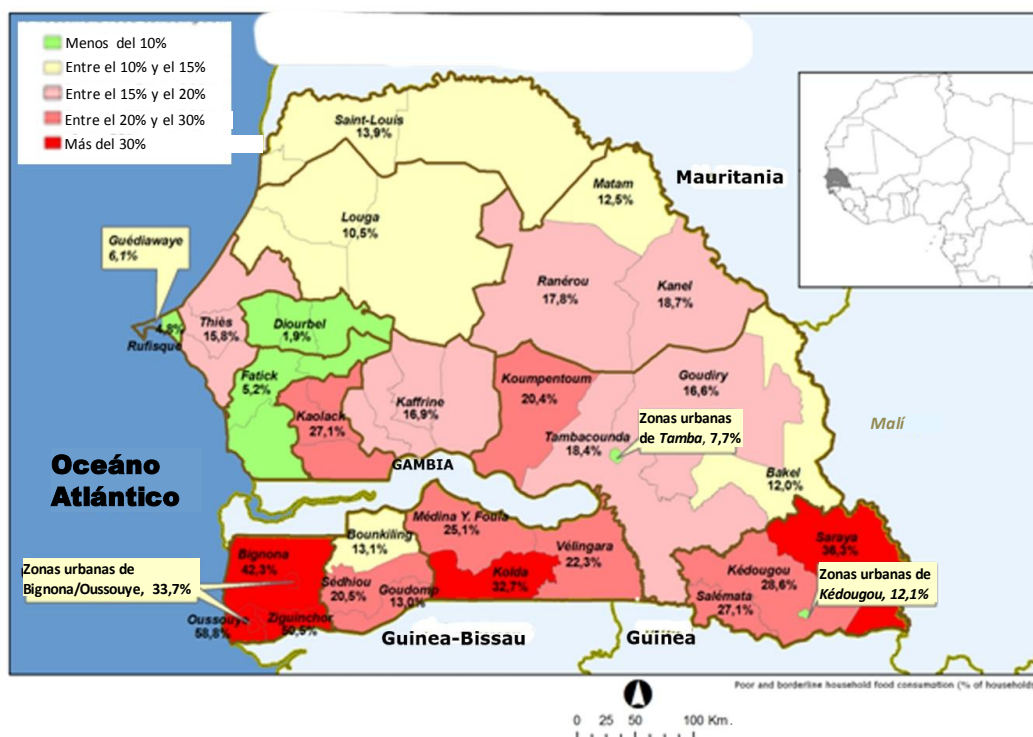 Menos del 10%
Entre el 10% y el 15%
Entre el 15% y el 20%
Entre el 20% y el 30%
Más del 30%
Saint-Louis
13,9%
Matam
12,5%
Mauritania
Louga
10,5%
Guédiawaye
6,1%
Ranérou
17,8%
Kanel
18,7%
Thiès
15,8%
4,8%
Rufisque
Diourbel
1,9%
Fatick
5,2%
Kaolack
27,1%
Kaffrine
16,9%
Koumpentoum
20,4%
Goudiry
16,6%
Zonas urbanas
de Tamba, 7,7%
Tambacounda
18,4%
Malí
Bakel
12,0%
GAMBIA
Oceáno
Atlántico
Médina Y. Foula
25,1%
Bounkiling
13,1%
Vélingara
22,3%
Saraya
36,3%
Bignona
42,3%
Zonas urbanas de
Bignona/Oussouye, 33,7%
Sédhiou
20,5%
Goudomp
13,0%
Kolda
32,7%
Kédougou
28,6%
Salémata
27,1%
Zonas urbanas de
Kédougou, 12,1%
Oussouye
58,8%
Ziguinchor
50,5%
Guinea-Bissau
Guinea
Poor and borderline household food consumption (% of households
0 25 50 100 Km.